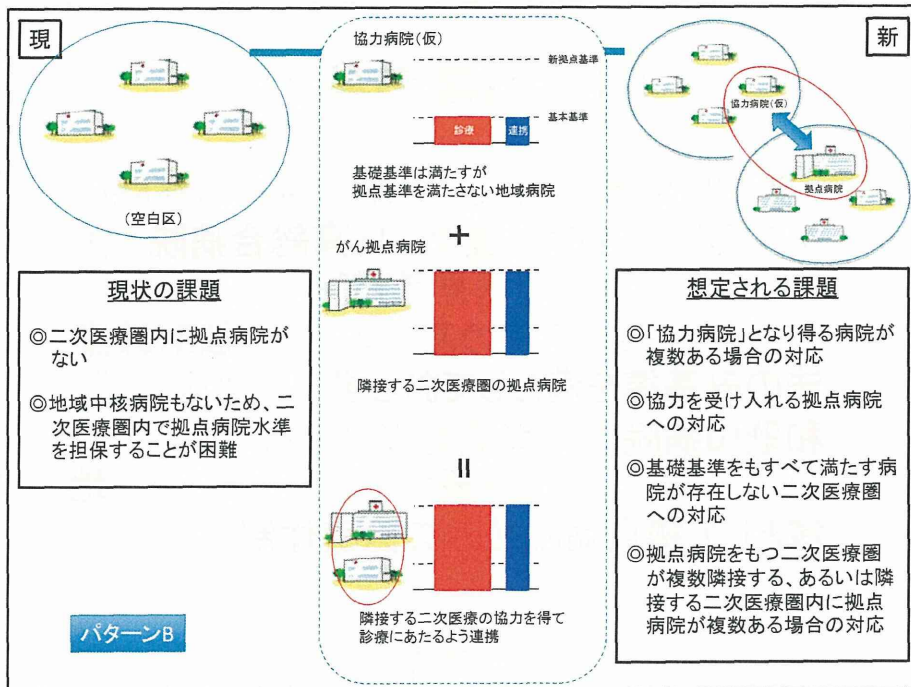 現
(空白区)
現状の課題
◎二次医療圏内に拠点病院が
ない
◎地域中核病院もないため、二
次医療圏内で拠点病院水準
を担保することが困難
パターンB
協力病院(仮)
新拠点基準
基本基準
診療
連携
基礎基準は満たすが
拠点基準を満たさない地域病院
+
がん拠点病院
隣接する二次医療圏の拠点病院
=
隣接する二次医療の協力を得て
診療にあたるよう連携
新
協力病院(仮)
拠点病院
想定される課題
◎「協力病院」となり得る病院が
複数ある場合の対応
◎協力を受け入れる拠点病院
への対応
◎基礎基準をもすべて満たす病
院が存在しない二次医療圏
への対応
◎拠点病院をもつ二次医療圏
が複数隣接する、あるいは隣
接する二次医療圏内に拠点
病院が複数ある場合の対応